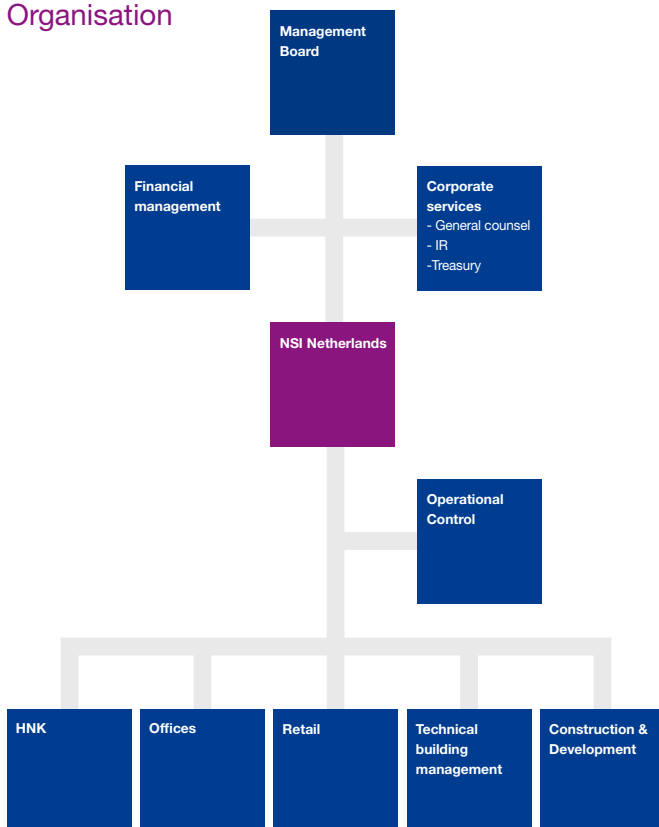 Organisation
Management
Board
Financial
management
Corporate
services
- General counsel
- IR
-Treasury
NSI Netherlands
Operational
Control
HNK
Offices
Retail
Technical
building
management
Construction &
Development